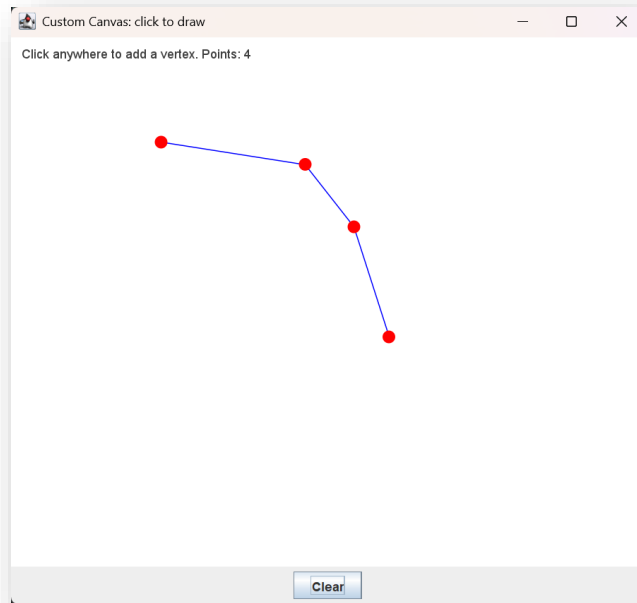 Custom Canvas: click to draw
Click anywhere to add a vertex. Points: 4
Clear